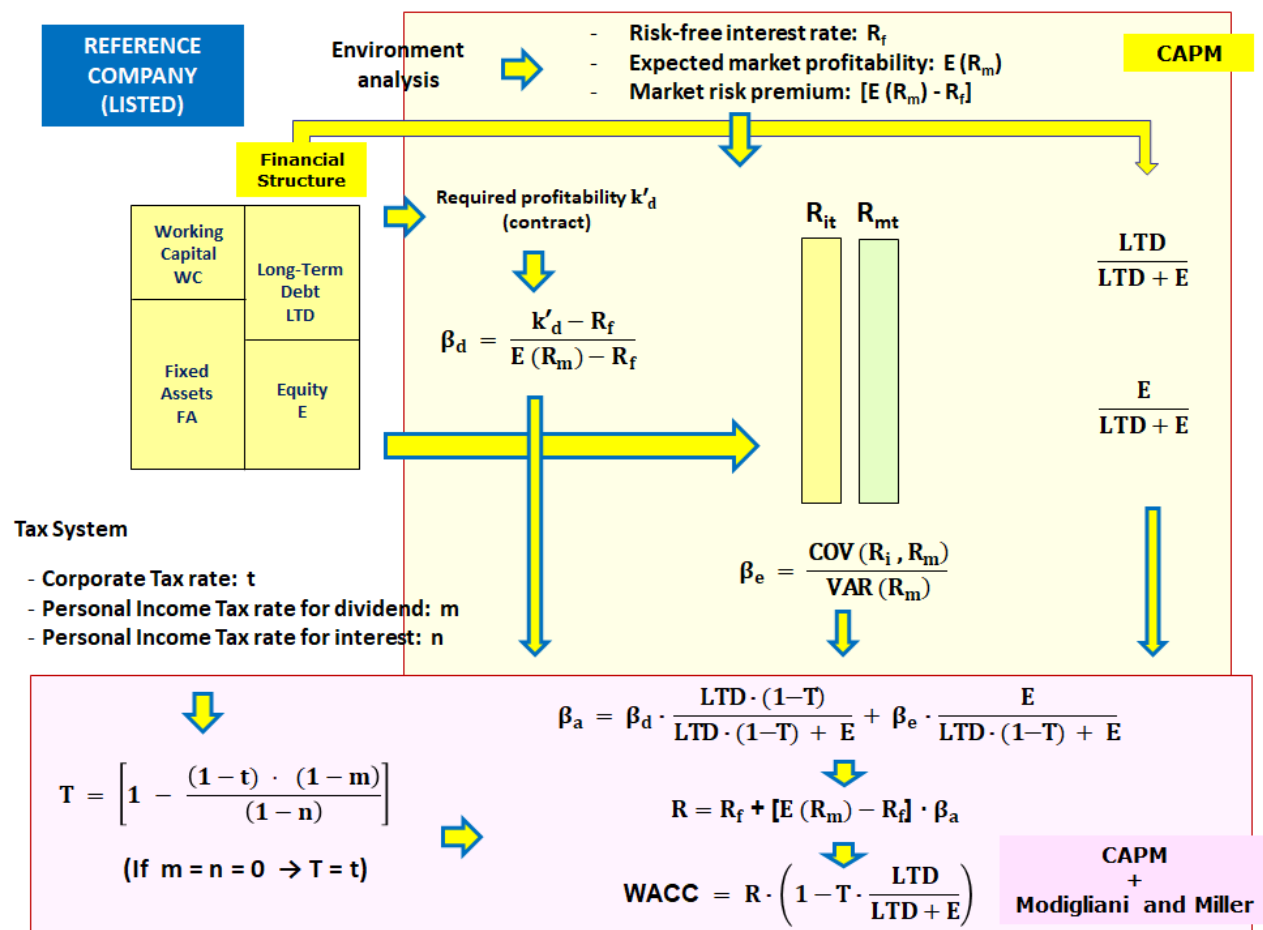 REFERENCE
COMPANY
(LISTED)
Environment
analysis
- Risk-free interest rate: R_f
- Expected market profitability: E (R_m)
- Market risk premium: [E (R_m) - R_f]
CAPM
Financial
Structure
Working
Capital
WC
Long-Term
Debt
LTD
Fixed
Assets
FA
Equity
E
Required profitability k′_d
(contract)
β_d = (k′_d − R_f) / (E (R_m) − R_f)
R_it R_mt
LTD / (LTD + E)
E / (LTD + E)
β_e = COV (R_i , R_m) / VAR (R_m)
Tax System
- Corporate Tax rate: t
- Personal Income Tax rate for dividend: m
- Personal Income Tax rate for interest: n
T = [1 − ((1 − t) · (1 − m)) / (1 − n)]
(If m = n = 0 → T = t)
β_a = β_d · (LTD · (1−T)) / (LTD · (1−T) + E) + β_e · E / (LTD · (1−T) + E)
R = R_f + [E (R_m) − R_f] · β_a
WACC = R · (1 − T · LTD / (LTD + E))
CAPM
+
Modigliani and Miller